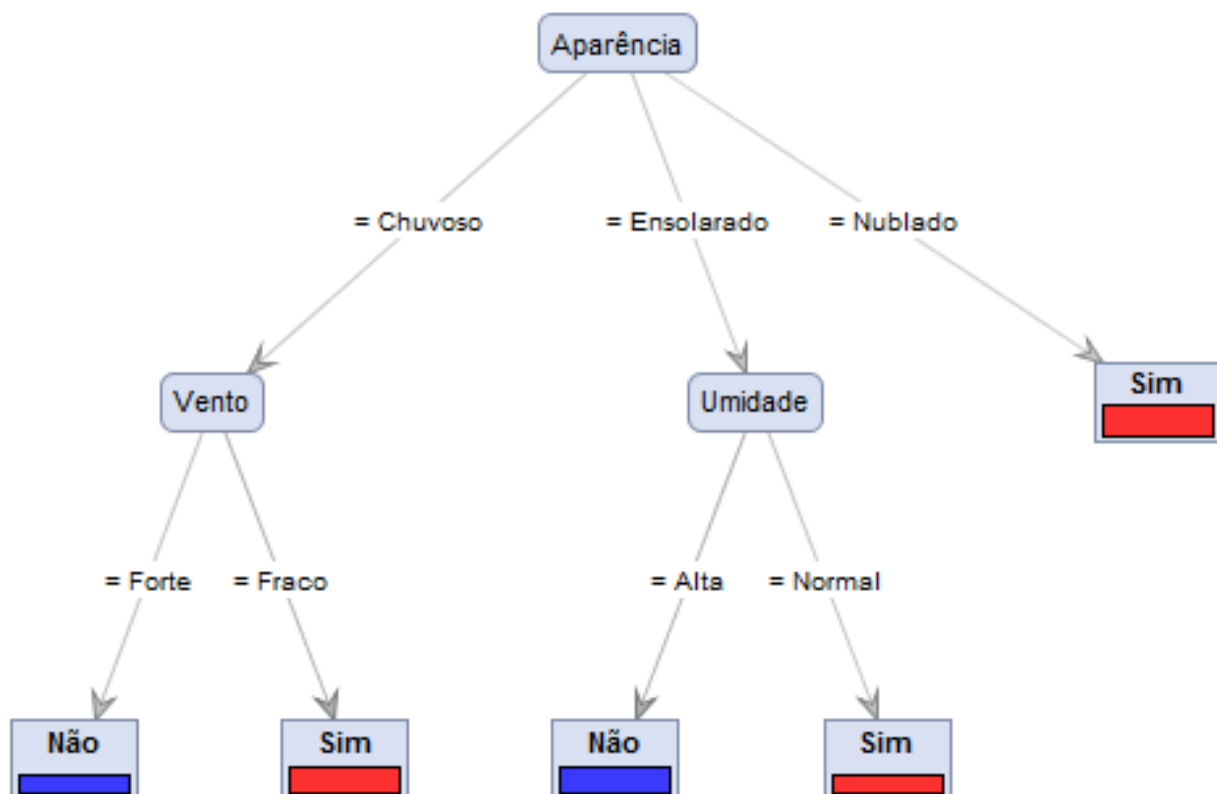 Aparência
= Chuvoso
= Ensolarado
= Nublado
Vento
Umidade
Sim
= Forte
= Fraco
= Alta
= Normal
Não
Sim
Não
Sim